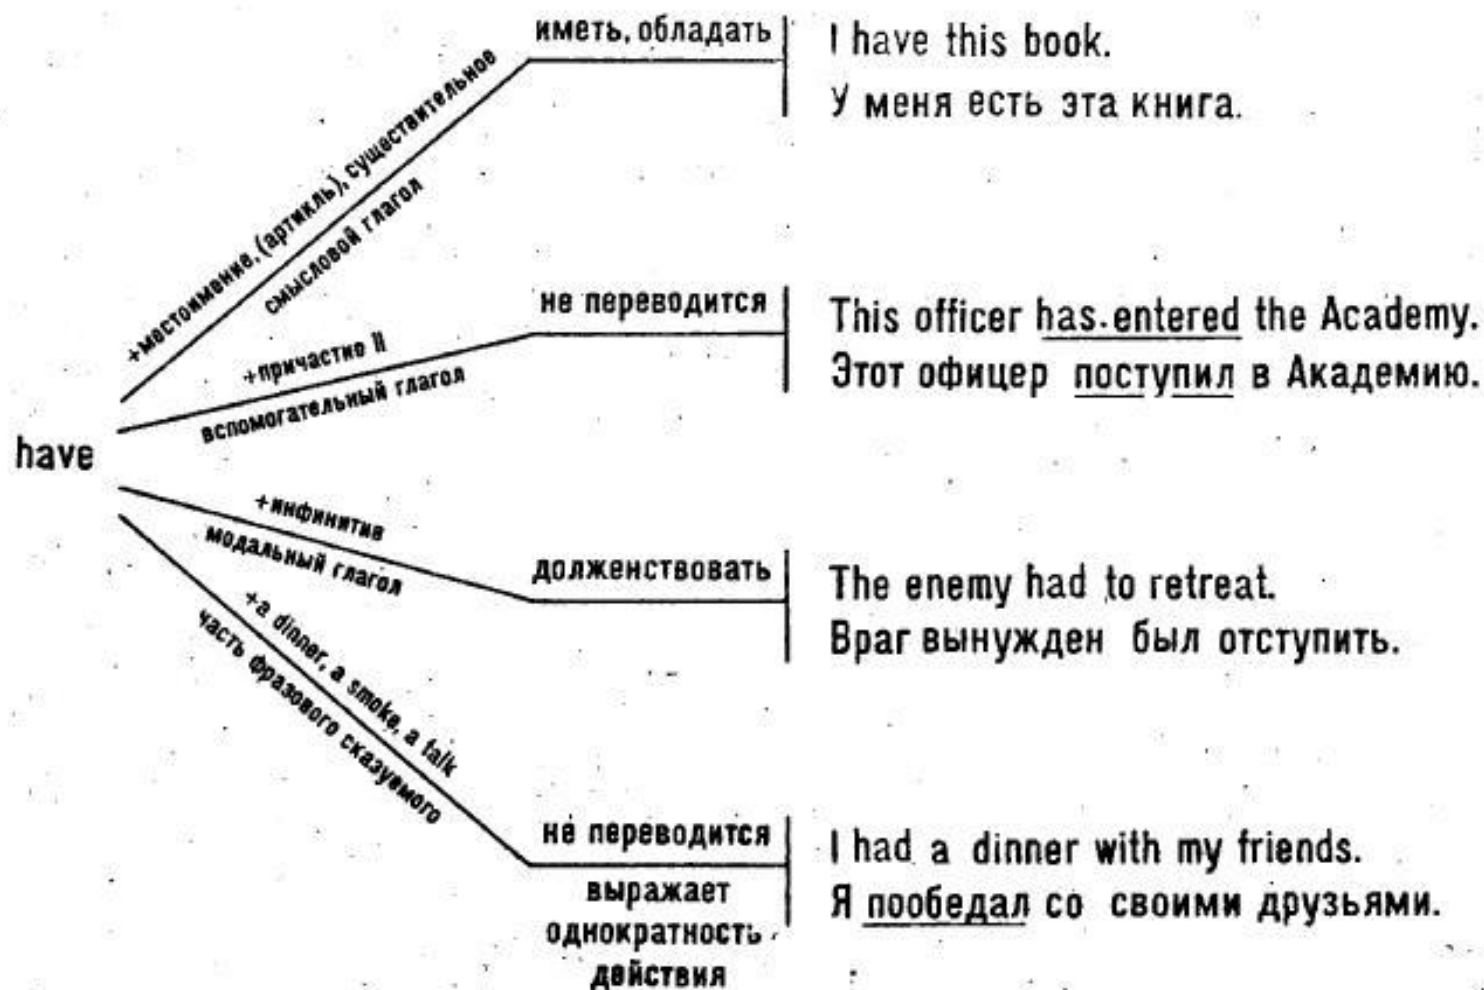 have
+местоимение, (артикль), существительное
смысловой глагол
иметь, обладать
I have this book.
У меня есть эта книга.
+причастие II
вспомогательный глагол
не переводится
This officer has entered the Academy.
Этот офицер поступил в Академию.
+инфинитив
модальный глагол
долженствовать
The enemy had to retreat.
Враг вынужден был отступить.
+a dinner, a smoke, a talk
часть фразового сказуемого
не переводится
выражает
однократность
действия
I had a dinner with my friends.
Я пообедал со своими друзьями.